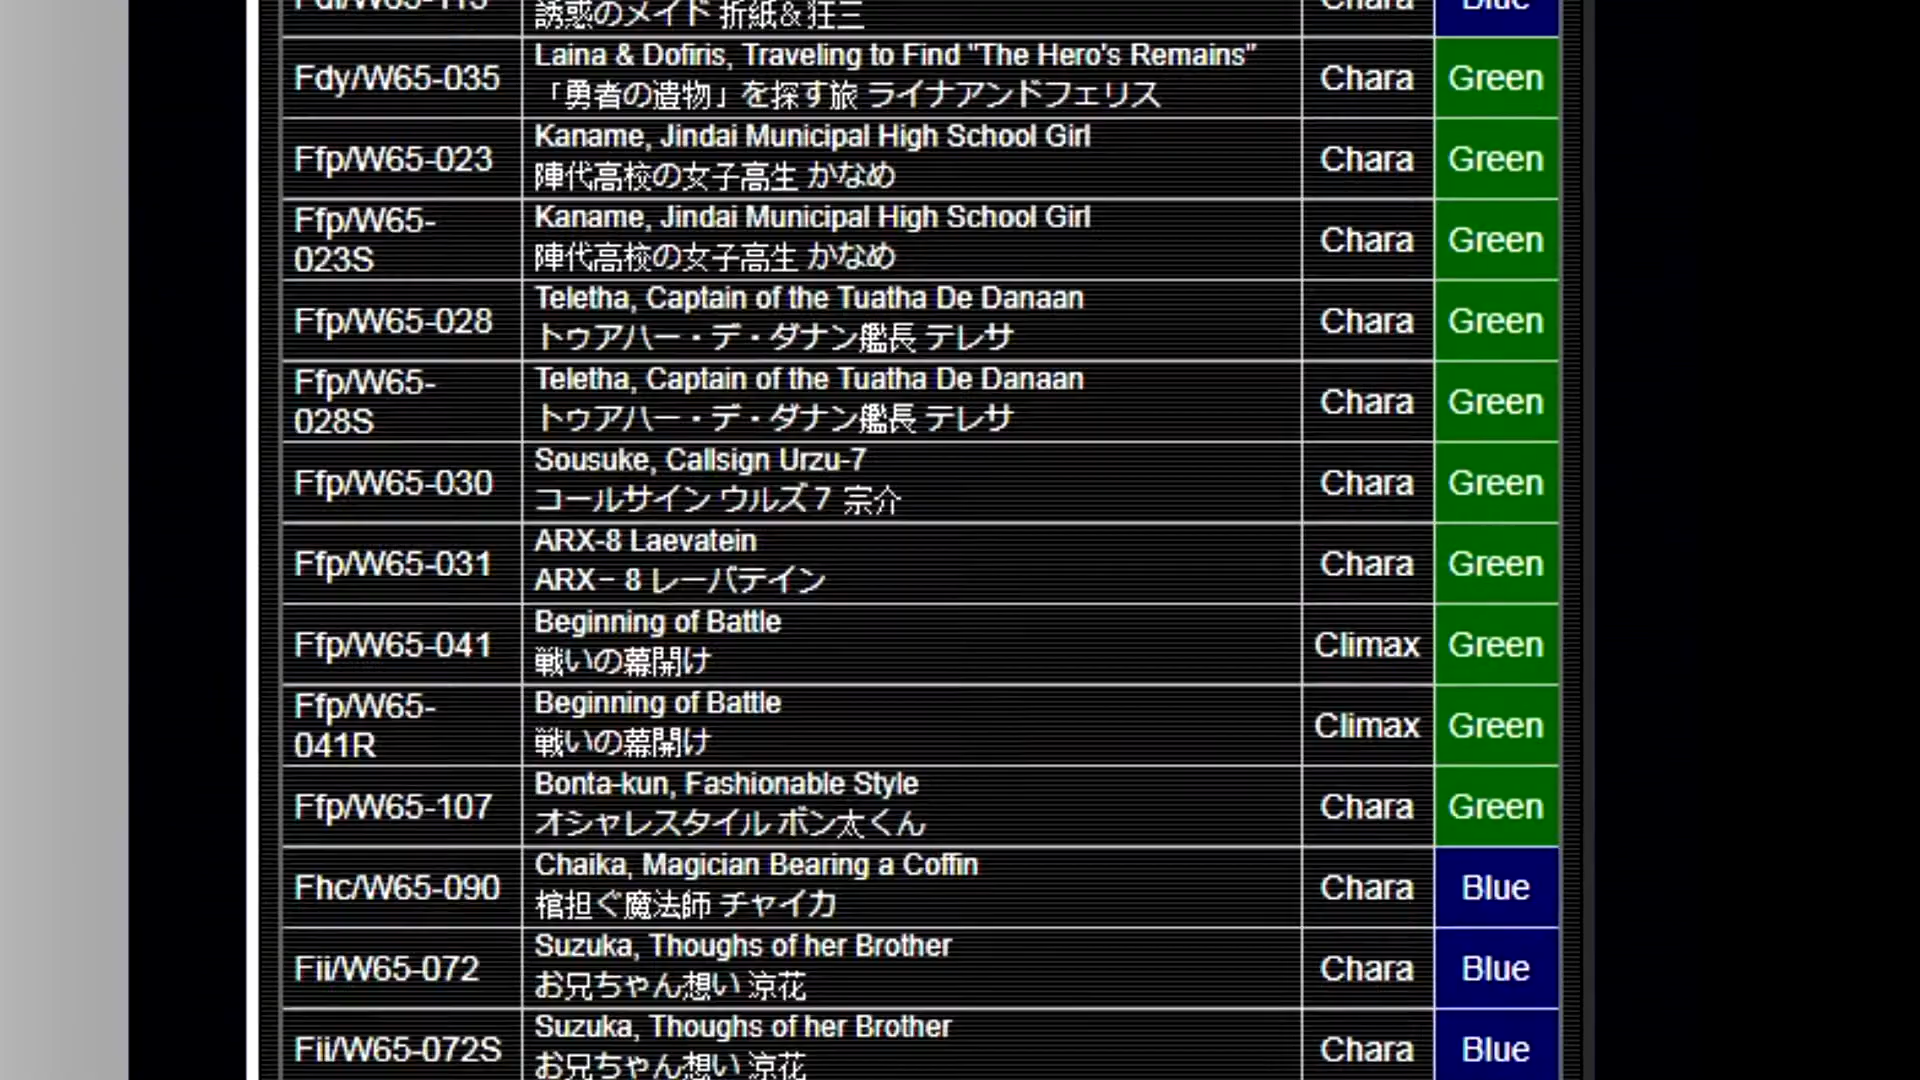 誘惑のメイド 折紙＆狂三
Chara
Blue
Fdy/W65-035
Laina & Dofiris, Traveling to Find "The Hero's Remains"
「勇者の遺物」を探す旅 ライナアンドフェリス
Chara
Green
Ffp/W65-023
Kaname, Jindai Municipal High School Girl
陣代高校の女子高生 かなめ
Chara
Green
Ffp/W65-
023S
Kaname, Jindai Municipal High School Girl
陣代高校の女子高生 かなめ
Chara
Green
Ffp/W65-028
Teletha, Captain of the Tuatha De Danaan
トゥアハー・デ・ダナン艦長 テレサ
Chara
Green
Ffp/W65-
028S
Teletha, Captain of the Tuatha De Danaan
トゥアハー・デ・ダナン艦長 テレサ
Chara
Green
Ffp/W65-030
Sousuke, Callsign Urzu-7
コールサイン ウルズ７ 宗介
Chara
Green
Ffp/W65-031
ARX-8 Laevatein
ARX−８ レーバテイン
Chara
Green
Ffp/W65-041
Beginning of Battle
戦いの幕開け
Climax
Green
Ffp/W65-
041R
Beginning of Battle
戦いの幕開け
Climax
Green
Ffp/W65-107
Bonta-kun, Fashionable Style
オシャレスタイル ボン太くん
Chara
Green
Fhc/W65-090
Chaika, Magician Bearing a Coffin
棺担ぐ魔法師 チャイカ
Chara
Blue
Fii/W65-072
Suzuka, Thoughs of her Brother
お兄ちゃん想い 涼花
Chara
Blue
Fii/W65-072S
Suzuka, Thoughs of her Brother
お兄ちゃん想い 涼花
Chara
Blue